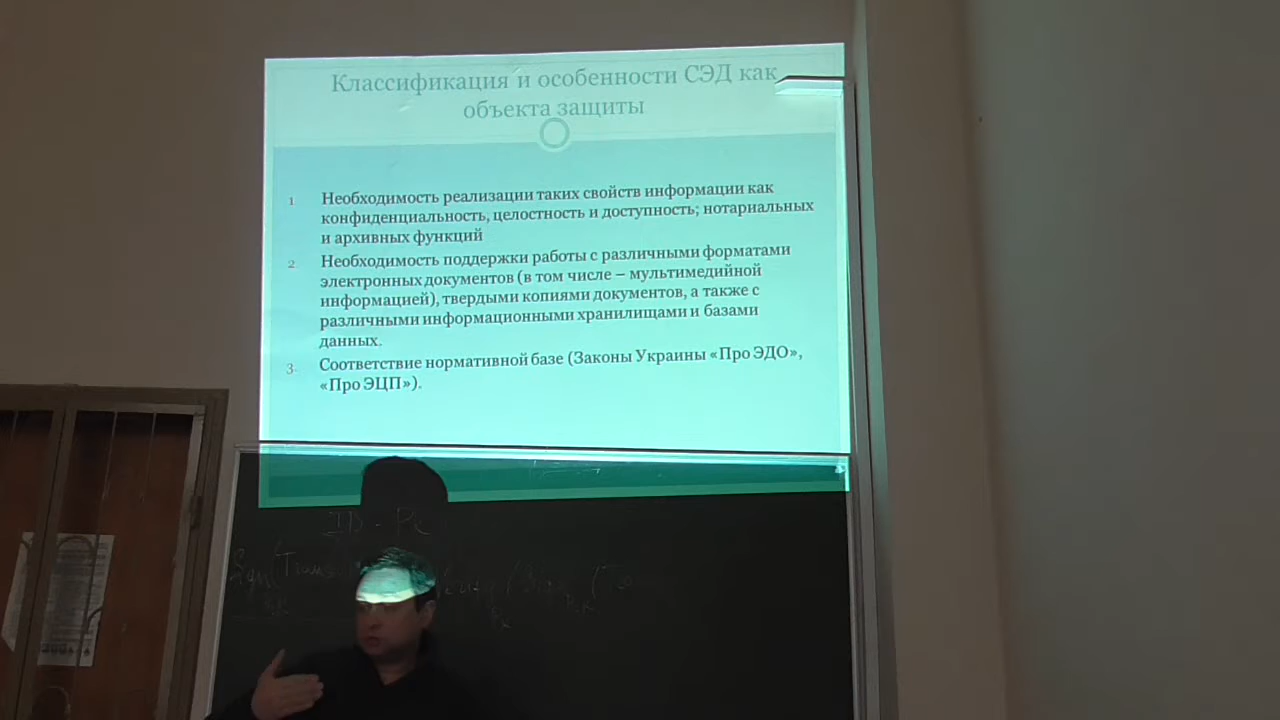 Классификация и особенности СЭД как
объекта защиты
1. Необходимость реализации таких свойств информации как
конфиденциальность, целостность и доступность; нотариальных
и архивных функций
2. Необходимость поддержки работы с различными форматами
электронных документов (в том числе – мультимедийной
информацией), твердыми копиями документов, а также с
различными информационными хранилищами и базами
данных.
3. Соответствие нормативной базе (Законы Украины «Про ЭДО»,
«Про ЭЦП»).